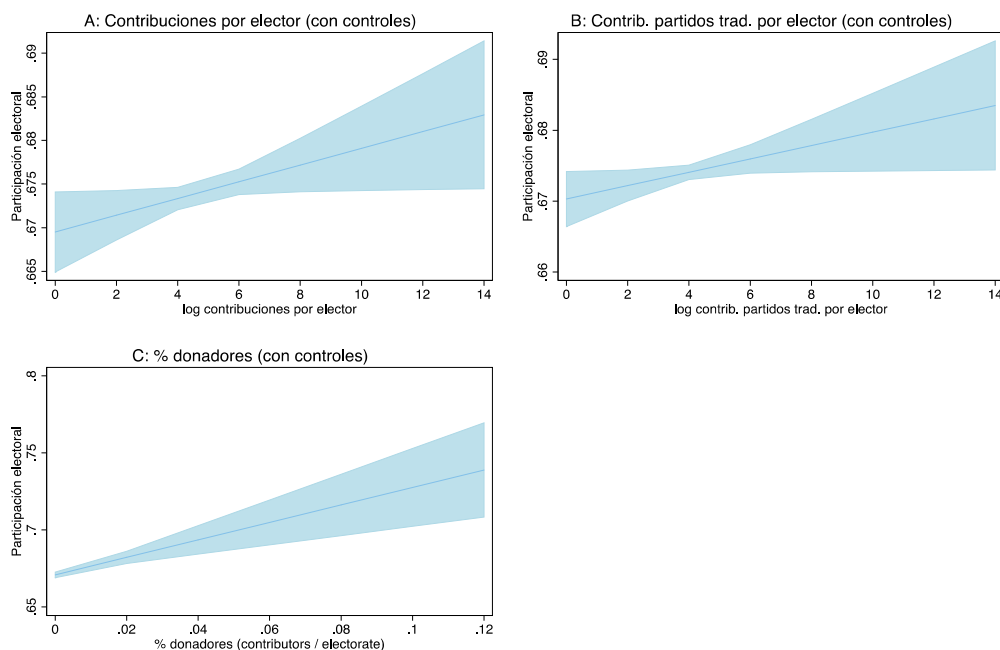 A: Contribuciones por elector (con controles)
Participación electoral
.69
.685
.68
.675
.67
.665
0 2 4 6 8 10 12 14
log contribuciones por elector
B: Contrib. partidos trad. por elector (con controles)
Participación electoral
.69
.68
.67
.66
0 2 4 6 8 10 12 14
log contrib. partidos trad. por elector
C: % donadores (con controles)
Participación electoral
.8
.75
.7
.65
0 .02 .04 .06 .08 .1 .12
% donadores (contributors / electorate)